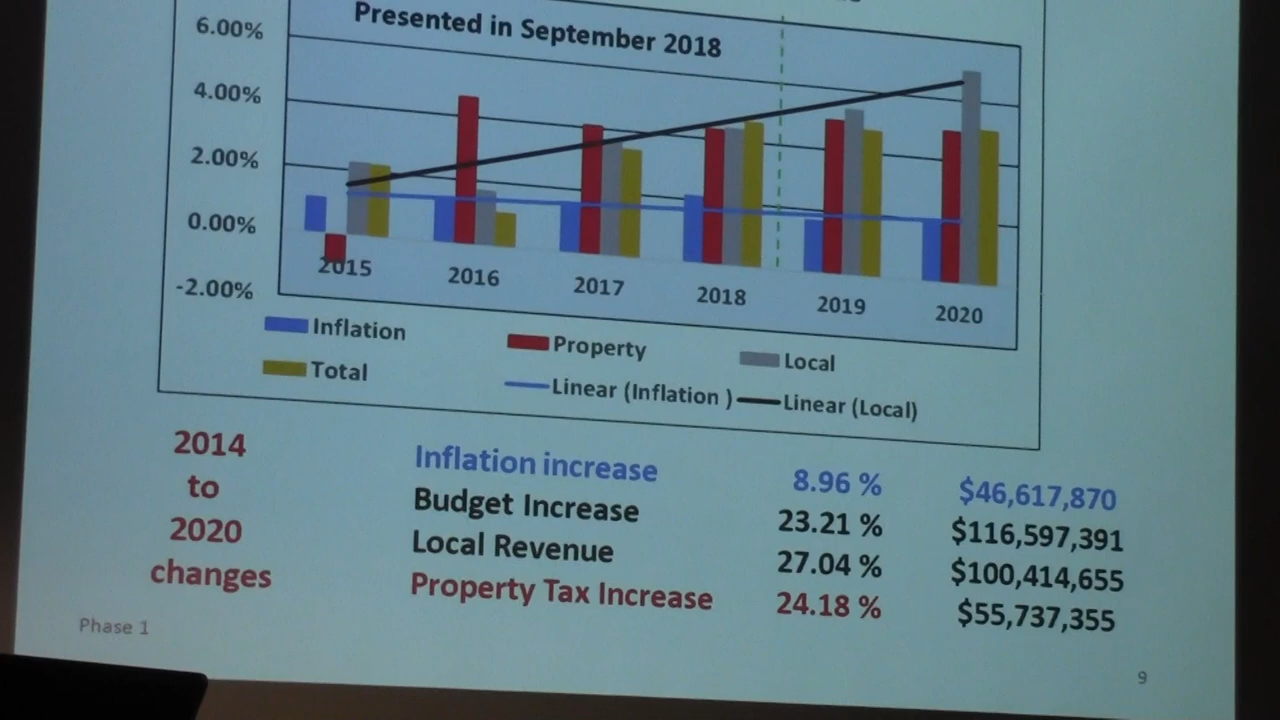 Presented in September 2018
6.00%
4.00%
2.00%
0.00%
-2.00%
2015 2016 2017 2018 2019 2020
Inflation Property Local
Total Linear (Inflation ) Linear (Local)
2014
to
2020
changes
Inflation increase 8.96 % $46,617,870
Budget Increase 23.21 % $116,597,391
Local Revenue 27.04 % $100,414,655
Property Tax Increase 24.18 % $55,737,355
Phase 1
9